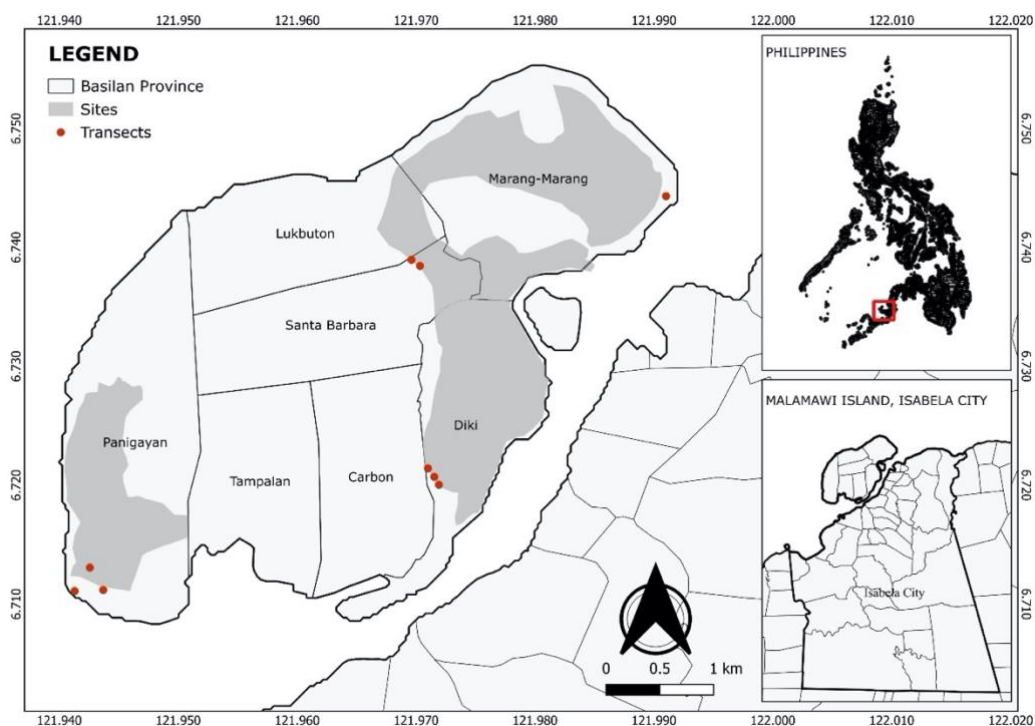 121.940 121.950 121.960 121.970 121.980 121.990 122.000 122.010 122.020
LEGEND
Basilan Province
Sites
Transects
PHILIPPINES
6.750
6.750
Marang-Marang
Lukbuton
6.740
6.740
Santa Barbara
6.730
6.730
MALAMAWI ISLAND, ISABELA CITY
Panigayan
Diki
Tampalan
Carbon
6.720
6.720
Isabela City
6.710
6.710
0 0.5 1 km
121.940 121.950 121.960 121.970 121.980 121.990 122.000 122.010 122.020